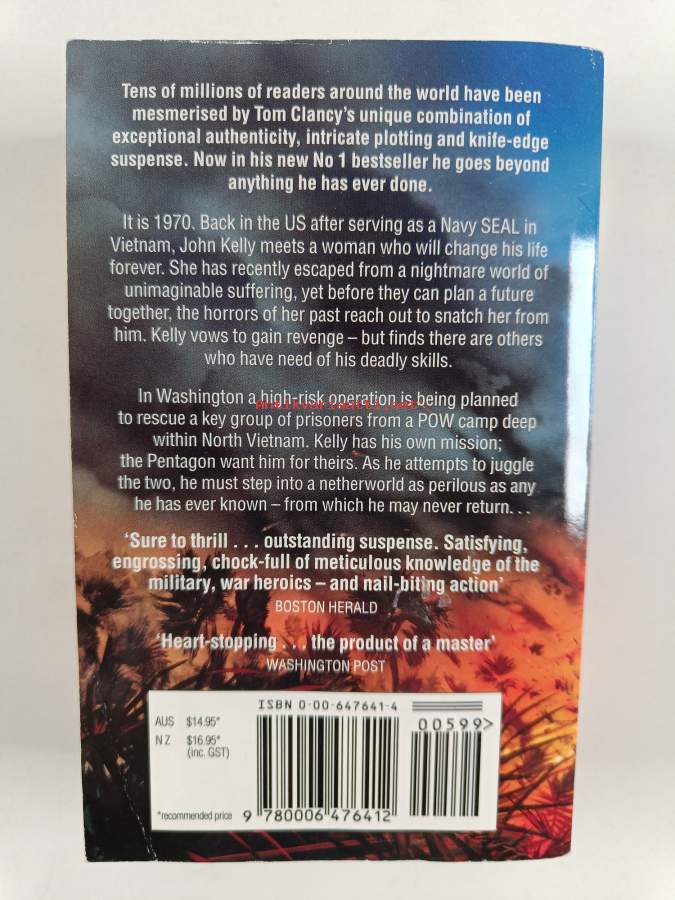 Tens of millions of readers around the world have been
mesmerised by Tom Clancy's unique combination of
exceptional authenticity, intricate plotting and knife-edge
suspense. Now in his new No 1 bestseller he goes beyond
anything he has ever done.
It is 1970. Back in the US after serving as a Navy SEAL in
Vietnam, John Kelly meets a woman who will change his life
forever. She has recently escaped from a nightmare world of
unimaginable suffering, yet before they can plan a future
together, the horrors of her past reach out to snatch her from
him. Kelly vows to gain revenge – but finds there are others
who have need of his deadly skills.
In Washington a high-risk operation is being planned
to rescue a key group of prisoners from a POW camp deep
within North Vietnam. Kelly has his own mission;
the Pentagon want him for theirs. As he attempts to juggle
the two, he must step into a netherworld as perilous as any
he has ever known – from which he may never return. . .
'Sure to thrill . . . outstanding suspense. Satisfying,
engrossing, chock-full of meticulous knowledge of the
military, war heroics – and nail-biting action'
BOSTON HERALD
'Heart-stopping . . . the product of a master'
WASHINGTON POST
ISBN 0-00-647641-4
AUS $14.95*
NZ $16.95*
(inc. GST)
*recommended price
00599>
9 780006 476412